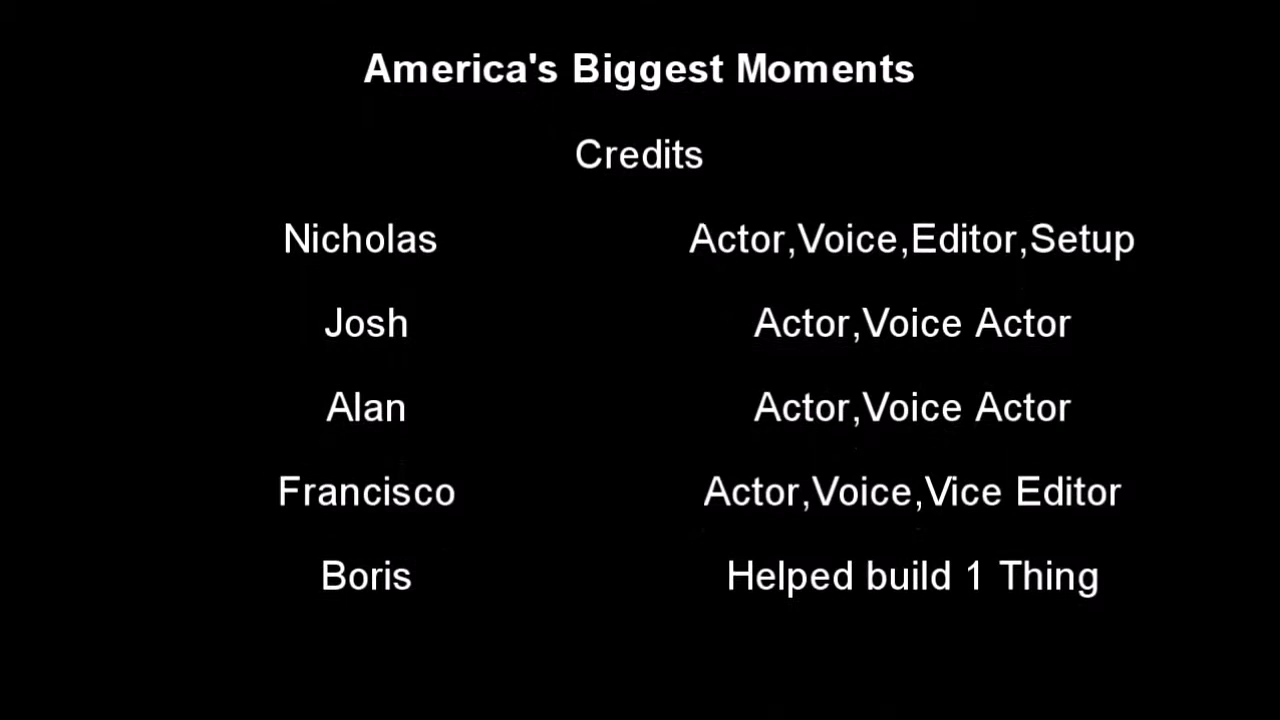 America's Biggest Moments
Credits
Nicholas Actor,Voice,Editor,Setup
Josh Actor,Voice Actor
Alan Actor,Voice Actor
Francisco Actor,Voice,Vice Editor
Boris Helped build 1 Thing